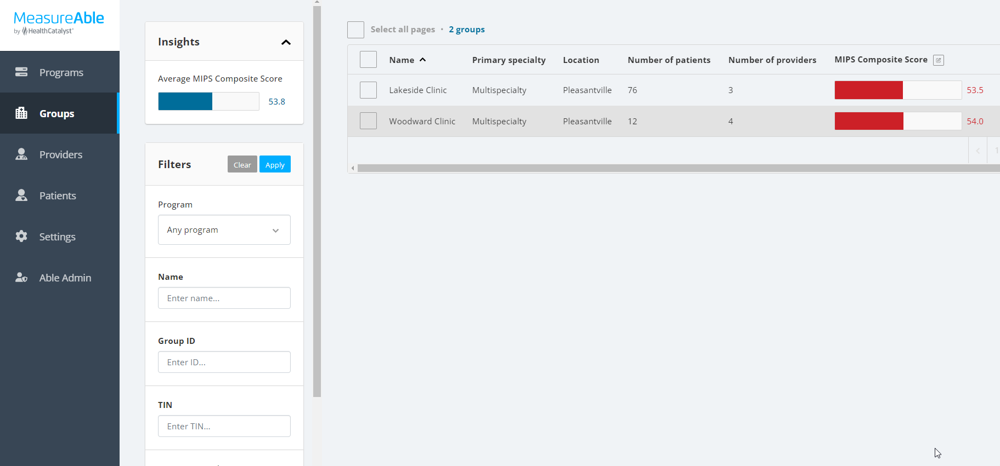 MeasureAble
by HealthCatalyst
Programs
Groups
Providers
Patients
Settings
Able Admin
Insights
Average MIPS Composite Score
53.8
Filters
Clear
Apply
Program
Any program
Name
Enter name...
Group ID
Enter ID...
TIN
Enter TIN...
Select all pages • 2 groups
Name Primary specialty Location Number of patients Number of providers MIPS Composite Score
Lakeside Clinic Multispecialty Pleasantville 76 3 53.5
Woodward Clinic Multispecialty Pleasantville 12 4 54.0
1